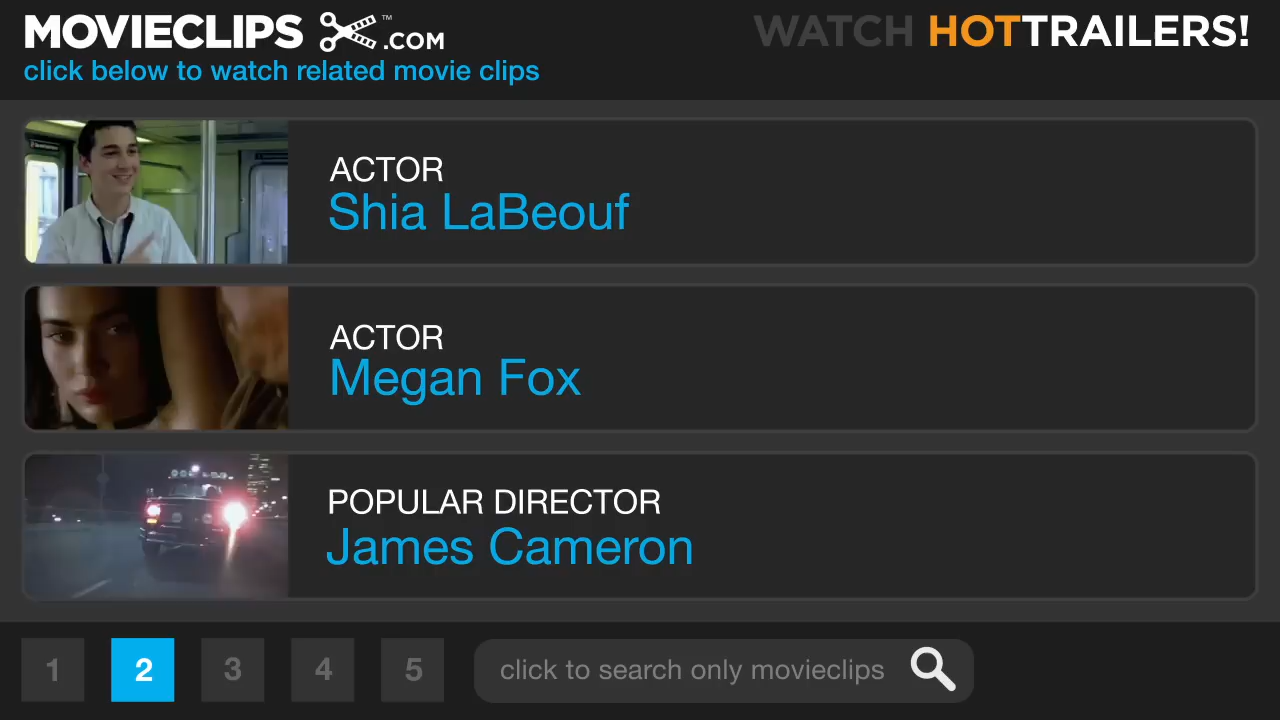 MOVIECLIPS ™ .COM
WATCH HOTTRAILERS!
click below to watch related movie clips
ACTOR
Shia LaBeouf
ACTOR
Megan Fox
POPULAR DIRECTOR
James Cameron
1 2 3 4 5 click to search only movieclips